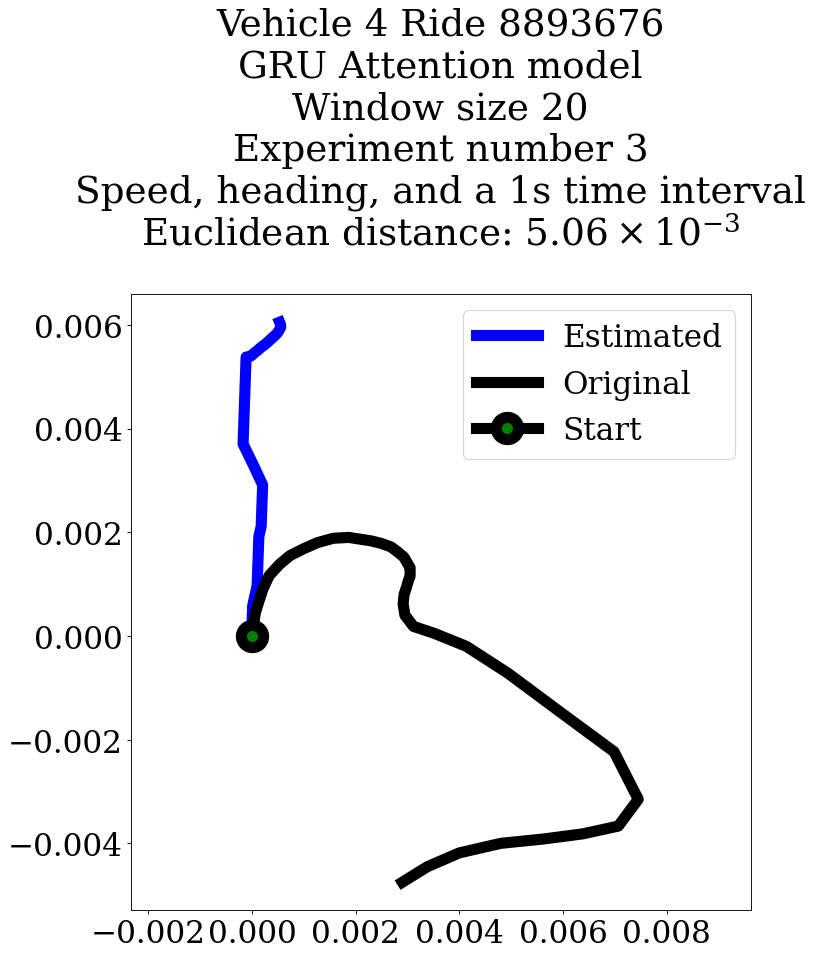 Vehicle 4 Ride 8893676
GRU Attention model
Window size 20
Experiment number 3
Speed, heading, and a 1s time interval
Euclidean distance: 5.06 × 10⁻³
Estimated
Original
Start
0.006
0.004
0.002
0.000
−0.002
−0.004
−0.002 0.000 0.002 0.004 0.006 0.008